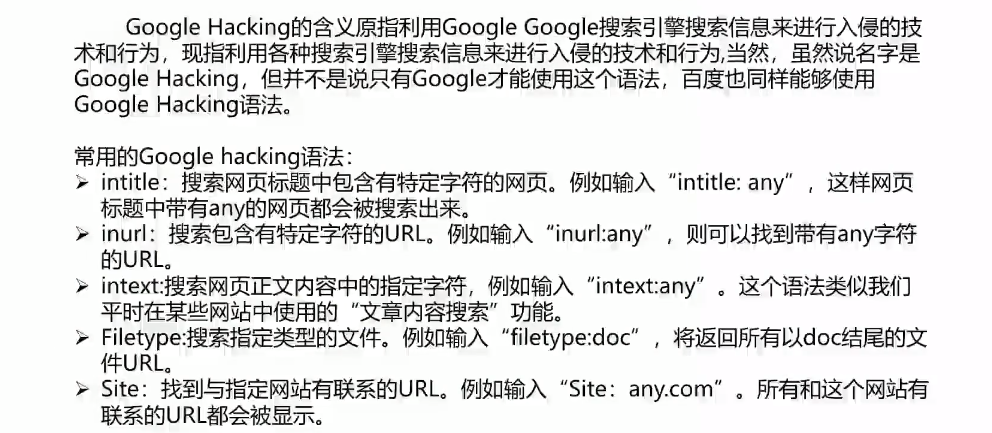 Google Hacking的含义原指利用Google Google搜索引擎搜索信息来进行入侵的技
术和行为，现指利用各种搜索引擎搜索信息来进行入侵的技术和行为,当然，虽然说名字是
Google Hacking，但并不是说只有Google才能使用这个语法，百度也同样能够使用
Google Hacking语法。
常用的Google hacking语法：
➢ intitle：搜索网页标题中包含有特定字符的网页。例如输入“intitle: any”，这样网页
标题中带有any的网页都会被搜索出来。
➢ inurl：搜索包含有特定字符的URL。例如输入“inurl:any”，则可以找到带有any字符
的URL。
➢ intext:搜索网页正文内容中的指定字符，例如输入“intext:any”。这个语法类似我们
平时在某些网站中使用的“文章内容搜索”功能。
➢ Filetype:搜索指定类型的文件。例如输入“filetype:doc”，将返回所有以doc结尾的文
件URL。
➢ Site：找到与指定网站有联系的URL。例如输入“Site：any.com”。所有和这个网站有
联系的URL都会被显示。